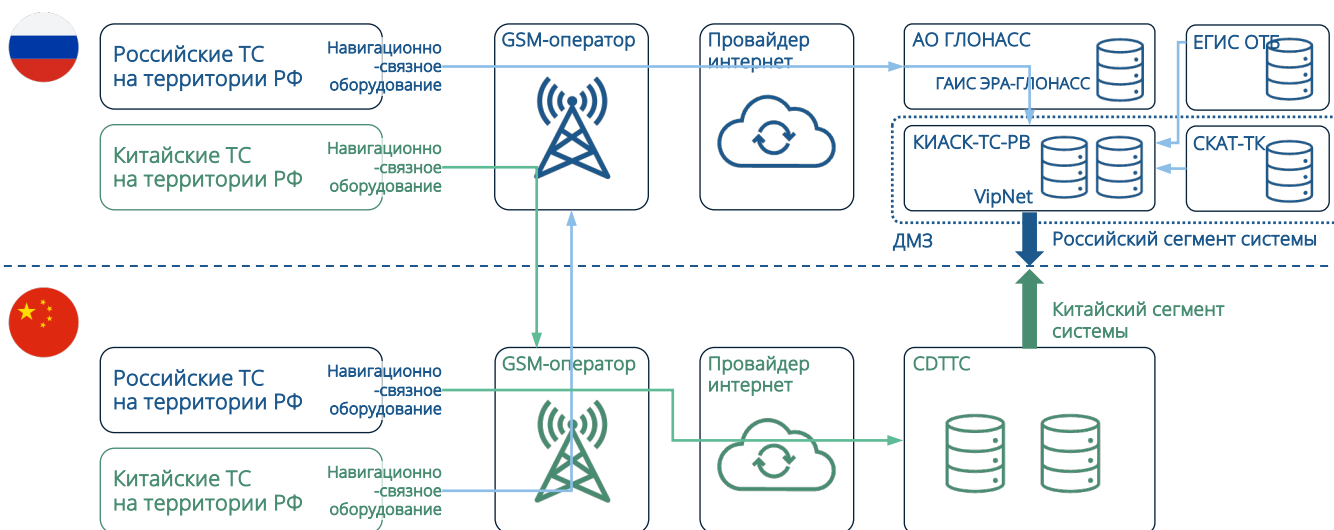 Российские ТС
на территории РФ
Навигационно
-связное
оборудование
GSM-оператор
Провайдер
интернет
АО ГЛОНАСС
ГАИС ЭРА-ГЛОНАСС
ЕГИС ОТБ
Китайские ТС
на территории РФ
Навигационно
-связное
оборудование
КИАСК-ТС-РВ
VipNet
СКАТ-ТК
ДМЗ
Российский сегмент системы
Китайский сегмент
системы
Российские ТС
на территории РФ
Навигационно
-связное
оборудование
GSM-оператор
Провайдер
интернет
CDTTC
Китайские ТС
на территории РФ
Навигационно
-связное
оборудование